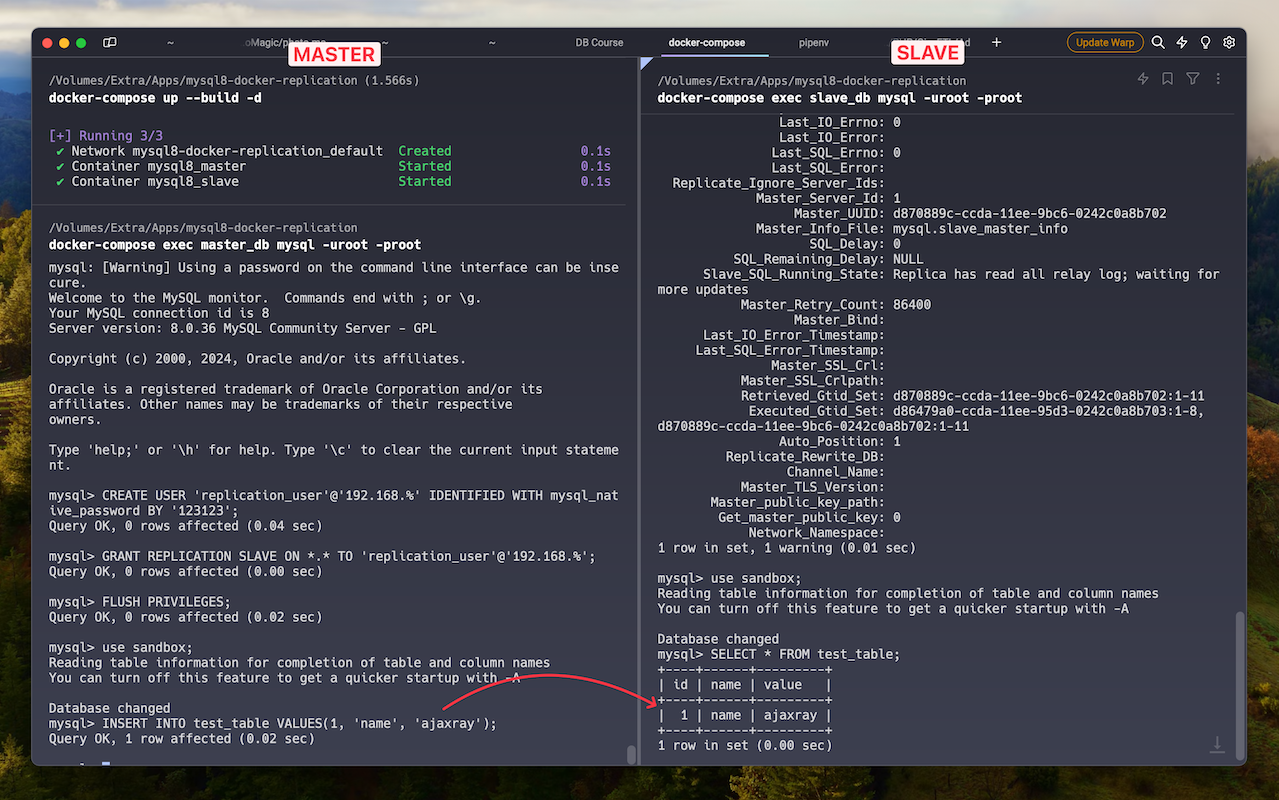 ~
.oMagic/photo.me
~
~
DB Course
docker-compose
pipenv
+
Update Warp
MASTER
SLAVE
/Volumes/Extra/Apps/mysql8-docker-replication (1.566s)
docker-compose up --build -d
[+] Running 3/3
✔ Network mysql8-docker-replication_default Created 0.1s
✔ Container mysql8_master Started 0.1s
✔ Container mysql8_slave Started 0.1s
/Volumes/Extra/Apps/mysql8-docker-replication
docker-compose exec master_db mysql -uroot -proot
mysql: [Warning] Using a password on the command line interface can be inse
cure.
Welcome to the MySQL monitor.  Commands end with ; or \g.
Your MySQL connection id is 8
Server version: 8.0.36 MySQL Community Server - GPL
Copyright (c) 2000, 2024, Oracle and/or its affiliates.
Oracle is a registered trademark of Oracle Corporation and/or its
affiliates. Other names may be trademarks of their respective
owners.
Type 'help;' or '\h' for help. Type '\c' to clear the current input stateme
nt.
mysql> CREATE USER 'replication_user'@'192.168.%' IDENTIFIED WITH mysql_nat
ive_password BY '123123';
Query OK, 0 rows affected (0.04 sec)
mysql> GRANT REPLICATION SLAVE ON *.* TO 'replication_user'@'192.168.%';
Query OK, 0 rows affected (0.00 sec)
mysql> FLUSH PRIVILEGES;
Query OK, 0 rows affected (0.02 sec)
mysql> use sandbox;
Reading table information for completion of table and column names
You can turn off this feature to get a quicker startup with -A
Database changed
mysql> INSERT INTO test_table VALUES(1, 'name', 'ajaxray');
Query OK, 1 row affected (0.02 sec)
/Volumes/Extra/Apps/mysql8-docker-replication
docker-compose exec slave_db mysql -uroot -proot
Last_IO_Errno: 0
Last_IO_Error:
Last_SQL_Errno: 0
Last_SQL_Error:
Replicate_Ignore_Server_Ids:
Master_Server_Id: 1
Master_UUID: d870889c-ccda-11ee-9bc6-0242c0a8b702
Master_Info_File: mysql.slave_master_info
SQL_Delay: 0
SQL_Remaining_Delay: NULL
Slave_SQL_Running_State: Replica has read all relay log; waiting for
more updates
Master_Retry_Count: 86400
Master_Bind:
Last_IO_Error_Timestamp:
Last_SQL_Error_Timestamp:
Master_SSL_Crl:
Master_SSL_Crlpath:
Retrieved_Gtid_Set: d870889c-ccda-11ee-9bc6-0242c0a8b702:1-11
Executed_Gtid_Set: d86479a0-ccda-11ee-95d3-0242c0a8b703:1-8,
d870889c-ccda-11ee-9bc6-0242c0a8b702:1-11
Auto_Position: 1
Replicate_Rewrite_DB:
Channel_Name:
Master_TLS_Version:
Master_public_key_path:
Get_master_public_key: 0
Network_Namespace:
1 row in set, 1 warning (0.01 sec)
mysql> use sandbox;
Reading table information for completion of table and column names
You can turn off this feature to get a quicker startup with -A
Database changed
mysql> SELECT * FROM test_table;
+----+------+---------+
| id | name | value   |
+----+------+---------+
|  1 | name | ajaxray |
+----+------+---------+
1 row in set (0.00 sec)